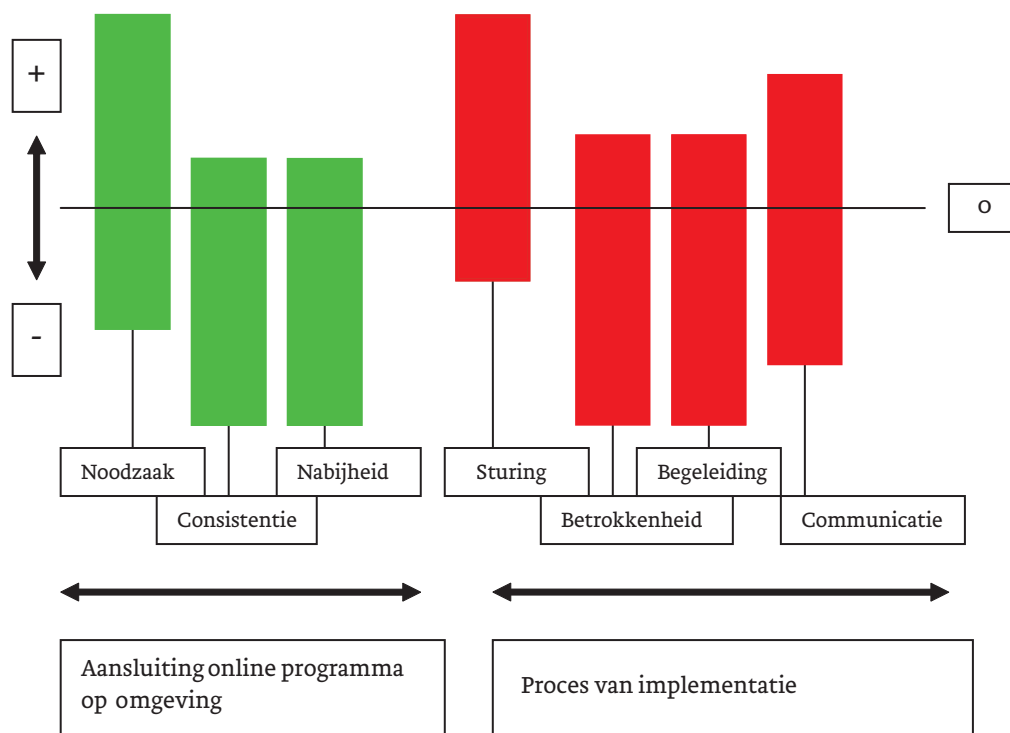 +
o
-
Noodzaak
Nabijheid
Sturing
Begeleiding
Consistentie
Betrokkenheid
Communicatie
Aansluiting online programma
op omgeving
Proces van implementatie